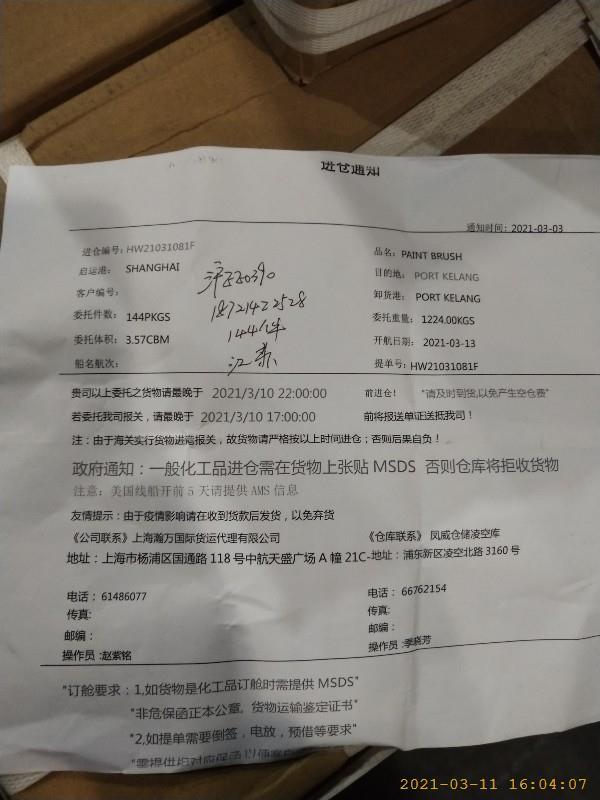 进仓通知
通知时间: 2021-03-03
进仓编号: HW21031081F
品名: PAINT BRUSH
启运港: SHANGHAI
目的地: PORT KELANG
客户编号:
卸货港: PORT KELANG
委托件数: 144PKGS
委托重量: 1224.00KGS
委托体积: 3.57CBM
开航日期: 2021-03-13
船名航次:
提单号: HW21031081F
18721422528
144件
江苏
贵司以上委托之货物请最晚于 2021/3/10 22:00:00 前进仓! "请及时到货,以免产生空仓费"
若委托我司报关，请最晚于 2021/3/10 17:00:00 前将报送单证送抵我司!
注：由于海关实行货物进港报关，故货物请严格按以上时间进仓；否则后果自负!
政府通知：一般化工品进仓需在货物上张贴 MSDS 否则仓库将拒收货物
注意：美国线船开前 5 天请提供 AMS 信息
友情提示：由于疫情影响请在收到货款后发货，以免弃货
《公司联系》上海瀚万国际货运代理有限公司
《仓库联系》 凤威仓储凌空库
地址：上海市杨浦区国通路 118 号中航天盛广场 A 幢 21C-
地址：浦东新区凌空北路 3160 号
电话：61486077
电话： 66762154
传真:
传真:
邮编：
邮编：
操作员:赵紫铭
操作员:季晓芳
"订舱要求：1,如货物是化工品订舱时需提供 MSDS"
"非危保函正本公章. 货物运输鉴定证书"
"2,如提单需要倒签，电放，预借等要求"
2021-03-11 16:04:07